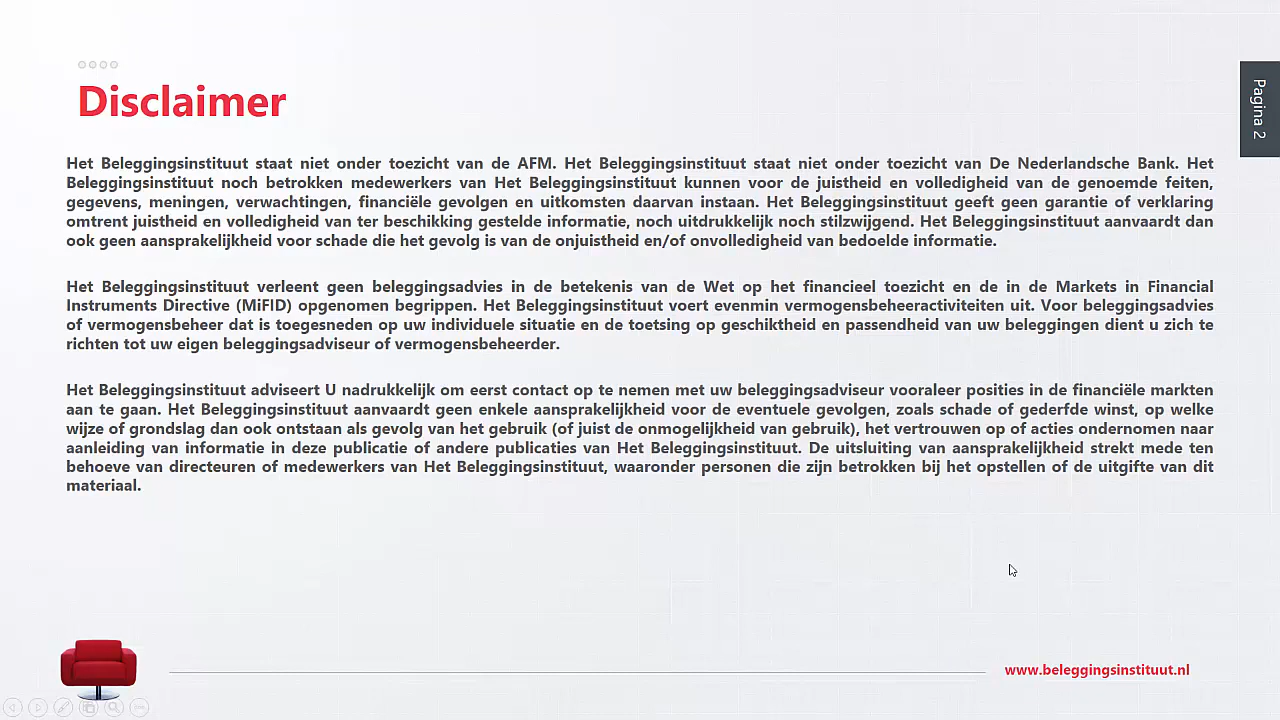 Disclaimer
Pagina 2
Het Beleggingsinstituut staat niet onder toezicht van de AFM. Het Beleggingsinstituut staat niet onder toezicht van De Nederlandsche Bank. Het
Beleggingsinstituut noch betrokken medewerkers van Het Beleggingsinstituut kunnen voor de juistheid en volledigheid van de genoemde feiten,
gegevens, meningen, verwachtingen, financiële gevolgen en uitkomsten daarvan instaan. Het Beleggingsinstituut geeft geen garantie of verklaring
omtrent juistheid en volledigheid van ter beschikking gestelde informatie, noch uitdrukkelijk noch stilzwijgend. Het Beleggingsinstituut aanvaardt dan
ook geen aansprakelijkheid voor schade die het gevolg is van de onjuistheid en/of onvolledigheid van bedoelde informatie.
Het Beleggingsinstituut verleent geen beleggingsadvies in de betekenis van de Wet op het financieel toezicht en de in de Markets in Financial
Instruments Directive (MiFID) opgenomen begrippen. Het Beleggingsinstituut voert evenmin vermogensbeheeractiviteiten uit. Voor beleggingsadvies
of vermogensbeheer dat is toegesneden op uw individuele situatie en de toetsing op geschiktheid en passendheid van uw beleggingen dient u zich te
richten tot uw eigen beleggingsadviseur of vermogensbeheerder.
Het Beleggingsinstituut adviseert U nadrukkelijk om eerst contact op te nemen met uw beleggingsadviseur vooraleer posities in de financiële markten
aan te gaan. Het Beleggingsinstituut aanvaardt geen enkele aansprakelijkheid voor de eventuele gevolgen, zoals schade of gederfde winst, op welke
wijze of grondslag dan ook ontstaan als gevolg van het gebruik (of juist de onmogelijkheid van gebruik), het vertrouwen op of acties ondernomen naar
aanleiding van informatie in deze publicatie of andere publicaties van Het Beleggingsinstituut. De uitsluiting van aansprakelijkheid strekt mede ten
behoeve van directeuren of medewerkers van Het Beleggingsinstituut, waaronder personen die zijn betrokken bij het opstellen of de uitgifte van dit
materiaal.
www.beleggingsinstituut.nl